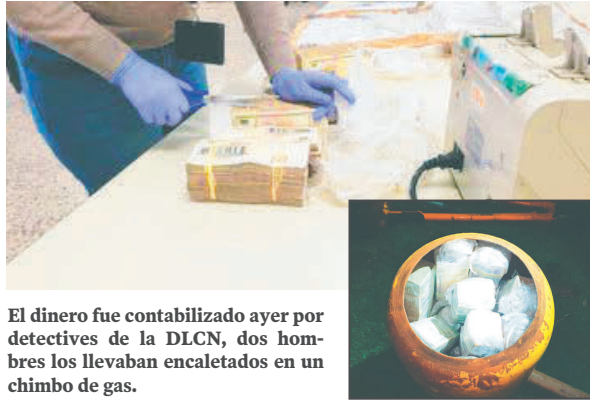 El dinero fue contabilizado ayer por
detectives de la DLCN, dos hom-
bres los llevaban encaletados en un
chimbo de gas.